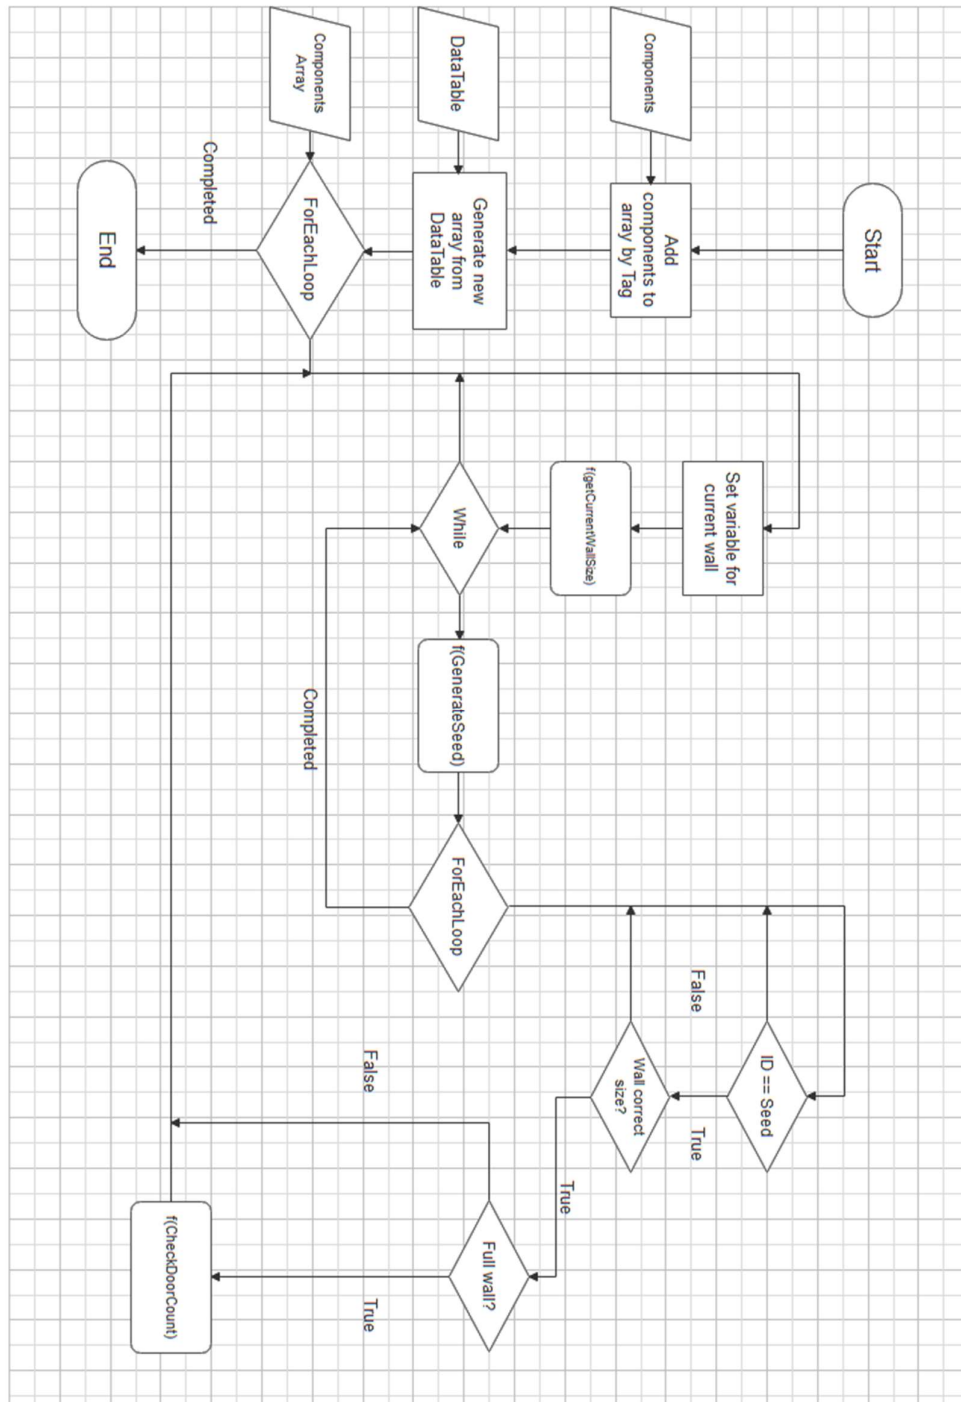 Start
Components
Add
components to
array by Tag
DataTable
Generate new
array from
DataTable
Components
Array
ForEachLoop
Completed
End
Set variable for
current wall
f(getCurrentWallSize)
While
f(GenerateSeed)
ForEachLoop
Completed
ID == Seed
False
True
Wall correct
size?
True
Full wall?
False
True
f(CheckDoorCount)